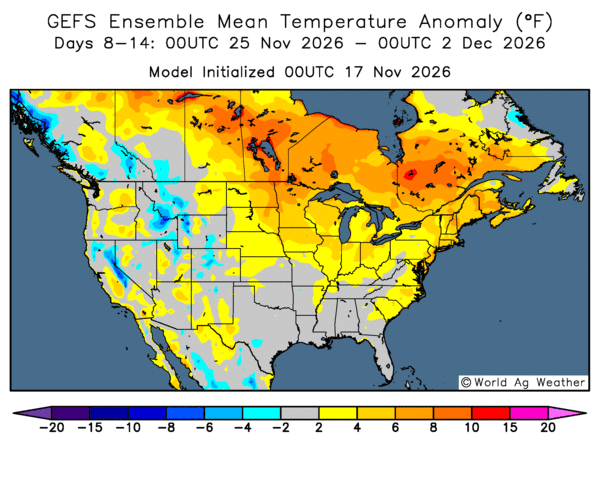 GEFS Ensemble Mean Temperature Anomaly (°F)
Days 8-14: 00UTC 25 Nov 2026 - 00UTC 2 Dec 2026
Model Initialized 00UTC 17 Nov 2026
©World Ag Weather
-20 -15 -10 -8 -6 -4 -2 2 4 6 8 10 15 20